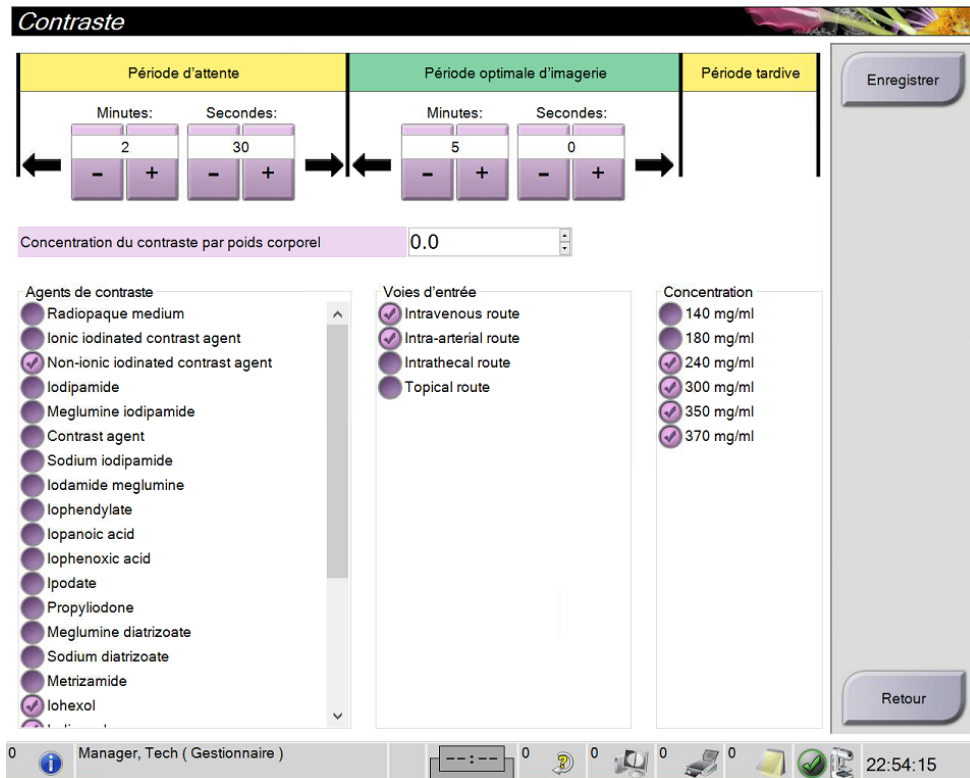 Contraste
Période d'attente
Période optimale d'imagerie
Période tardive
Enregistrer
Minutes:
Secondes:
Minutes:
Secondes:
2
30
5
0
-
+
-
+
-
+
-
+
Concentration du contraste par poids corporel
0.0
Agents de contraste
Radiopaque medium
Ionic iodinated contrast agent
Non-ionic iodinated contrast agent
Iodipamide
Meglumine iodipamide
Contrast agent
Sodium iodipamide
Iodamide meglumine
Iophendylate
Iopanoic acid
Iophenoxic acid
Ipodate
Propyliodone
Meglumine diatrizoate
Sodium diatrizoate
Metrizamide
Iohexol
Voies d'entrée
Intravenous route
Intra-arterial route
Intrathecal route
Topical route
Concentration
140 mg/ml
180 mg/ml
240 mg/ml
300 mg/ml
350 mg/ml
370 mg/ml
Retour
0
Manager, Tech ( Gestionnaire )
--:--
0
0
0
0
22:54:15